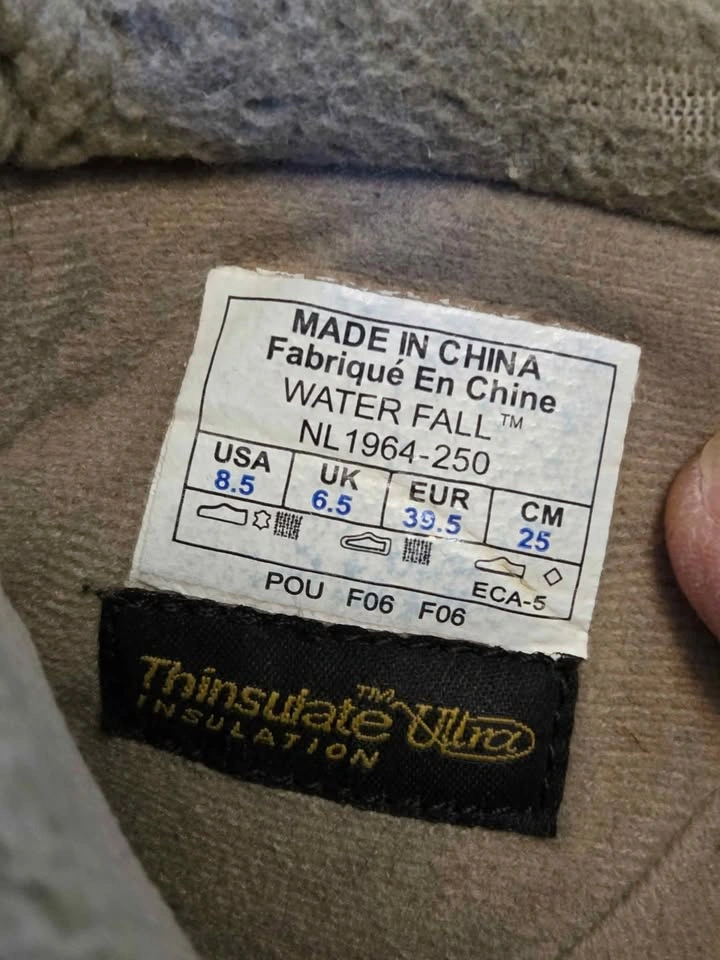 MADE IN CHINA
Fabriqué En Chine
WATER FALL™
NL1964-250
USA UK EUR CM
8.5 6.5 39.5 25
ECA-5
POU F06 F06
Thinsulate™ Ultra
INSULATION